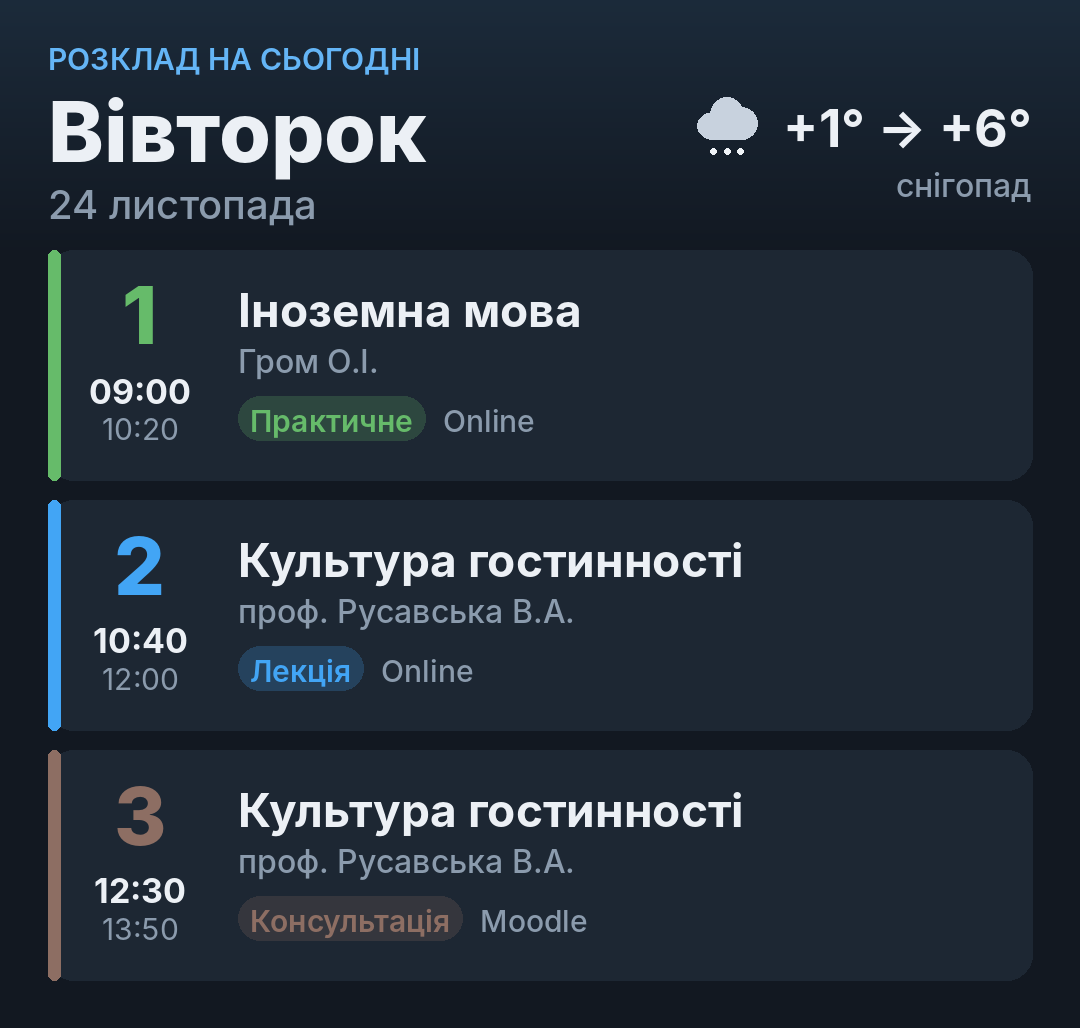 РОЗКЛАД НА СЬОГОДНІ
Вівторок
24 листопада
+1° → +6°
снігопад
1
09:00
10:20
Іноземна мова
Гром О.І.
Практичне Online
2
10:40
12:00
Культура гостинності
проф. Русавська В.А.
Лекція Online
3
12:30
13:50
Культура гостинності
проф. Русавська В.А.
Консультація Moodle